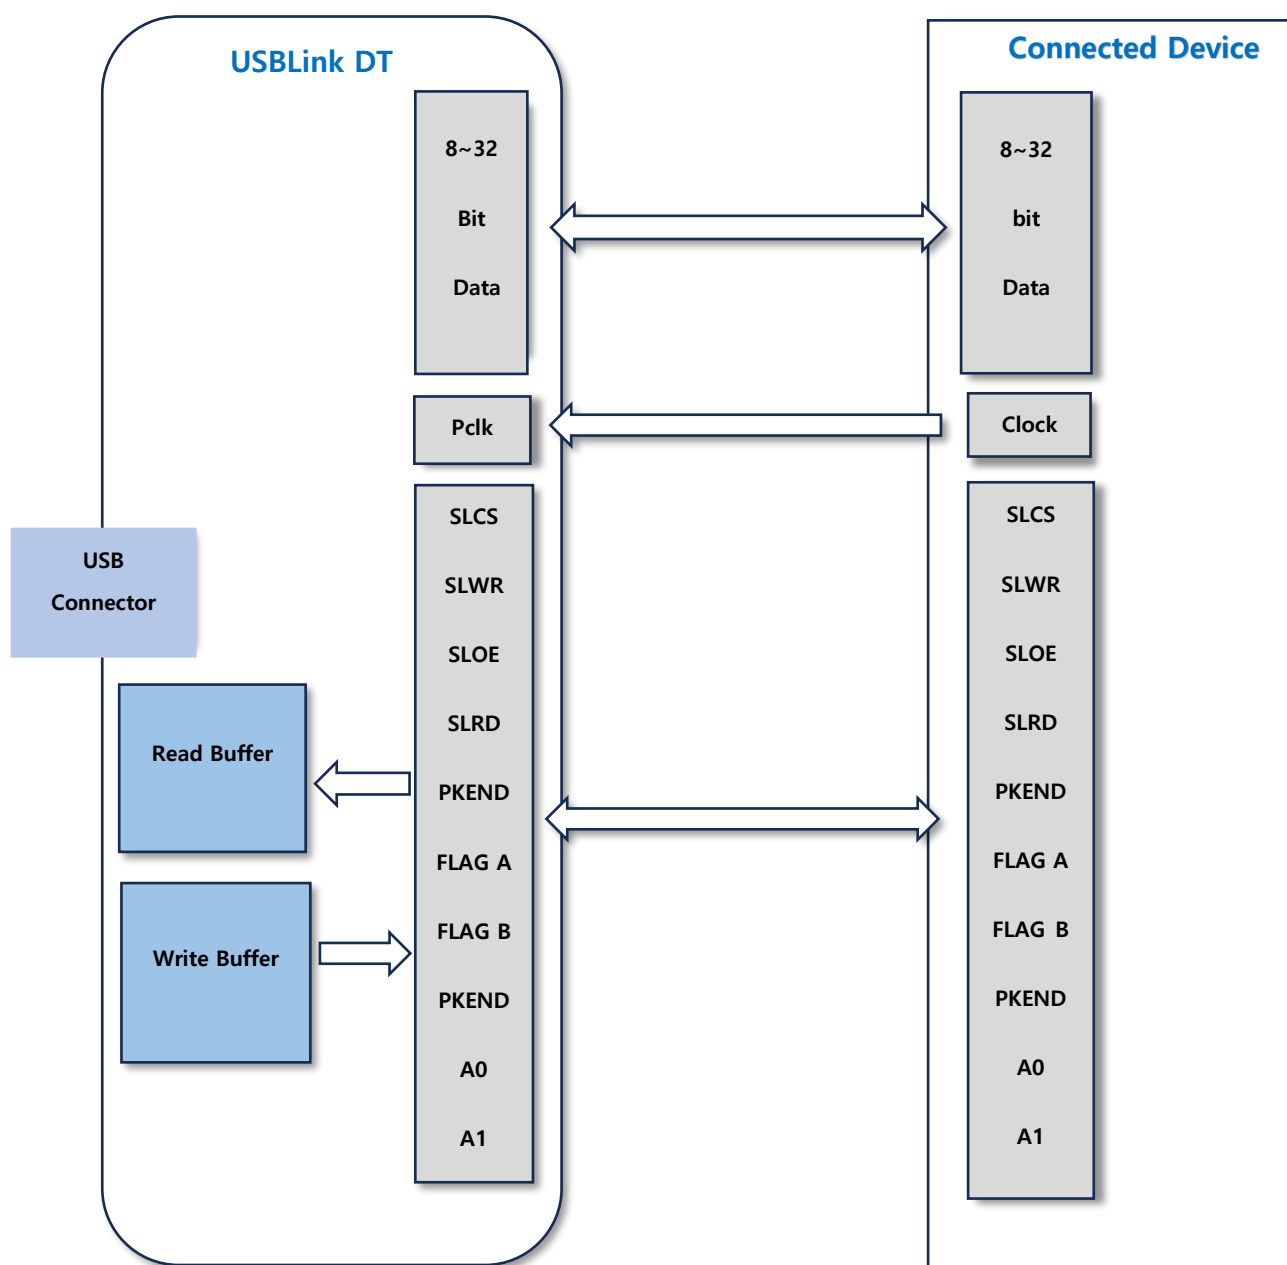 USBLink DT
Connected Device
8~32
Bit
Data
8~32
bit
Data
Pclk
Clock
USB
Connector
Read Buffer
Write Buffer
SLCS
SLWR
SLOE
SLRD
PKEND
FLAG A
FLAG B
PKEND
A0
A1
SLCS
SLWR
SLOE
SLRD
PKEND
FLAG A
FLAG B
PKEND
A0
A1